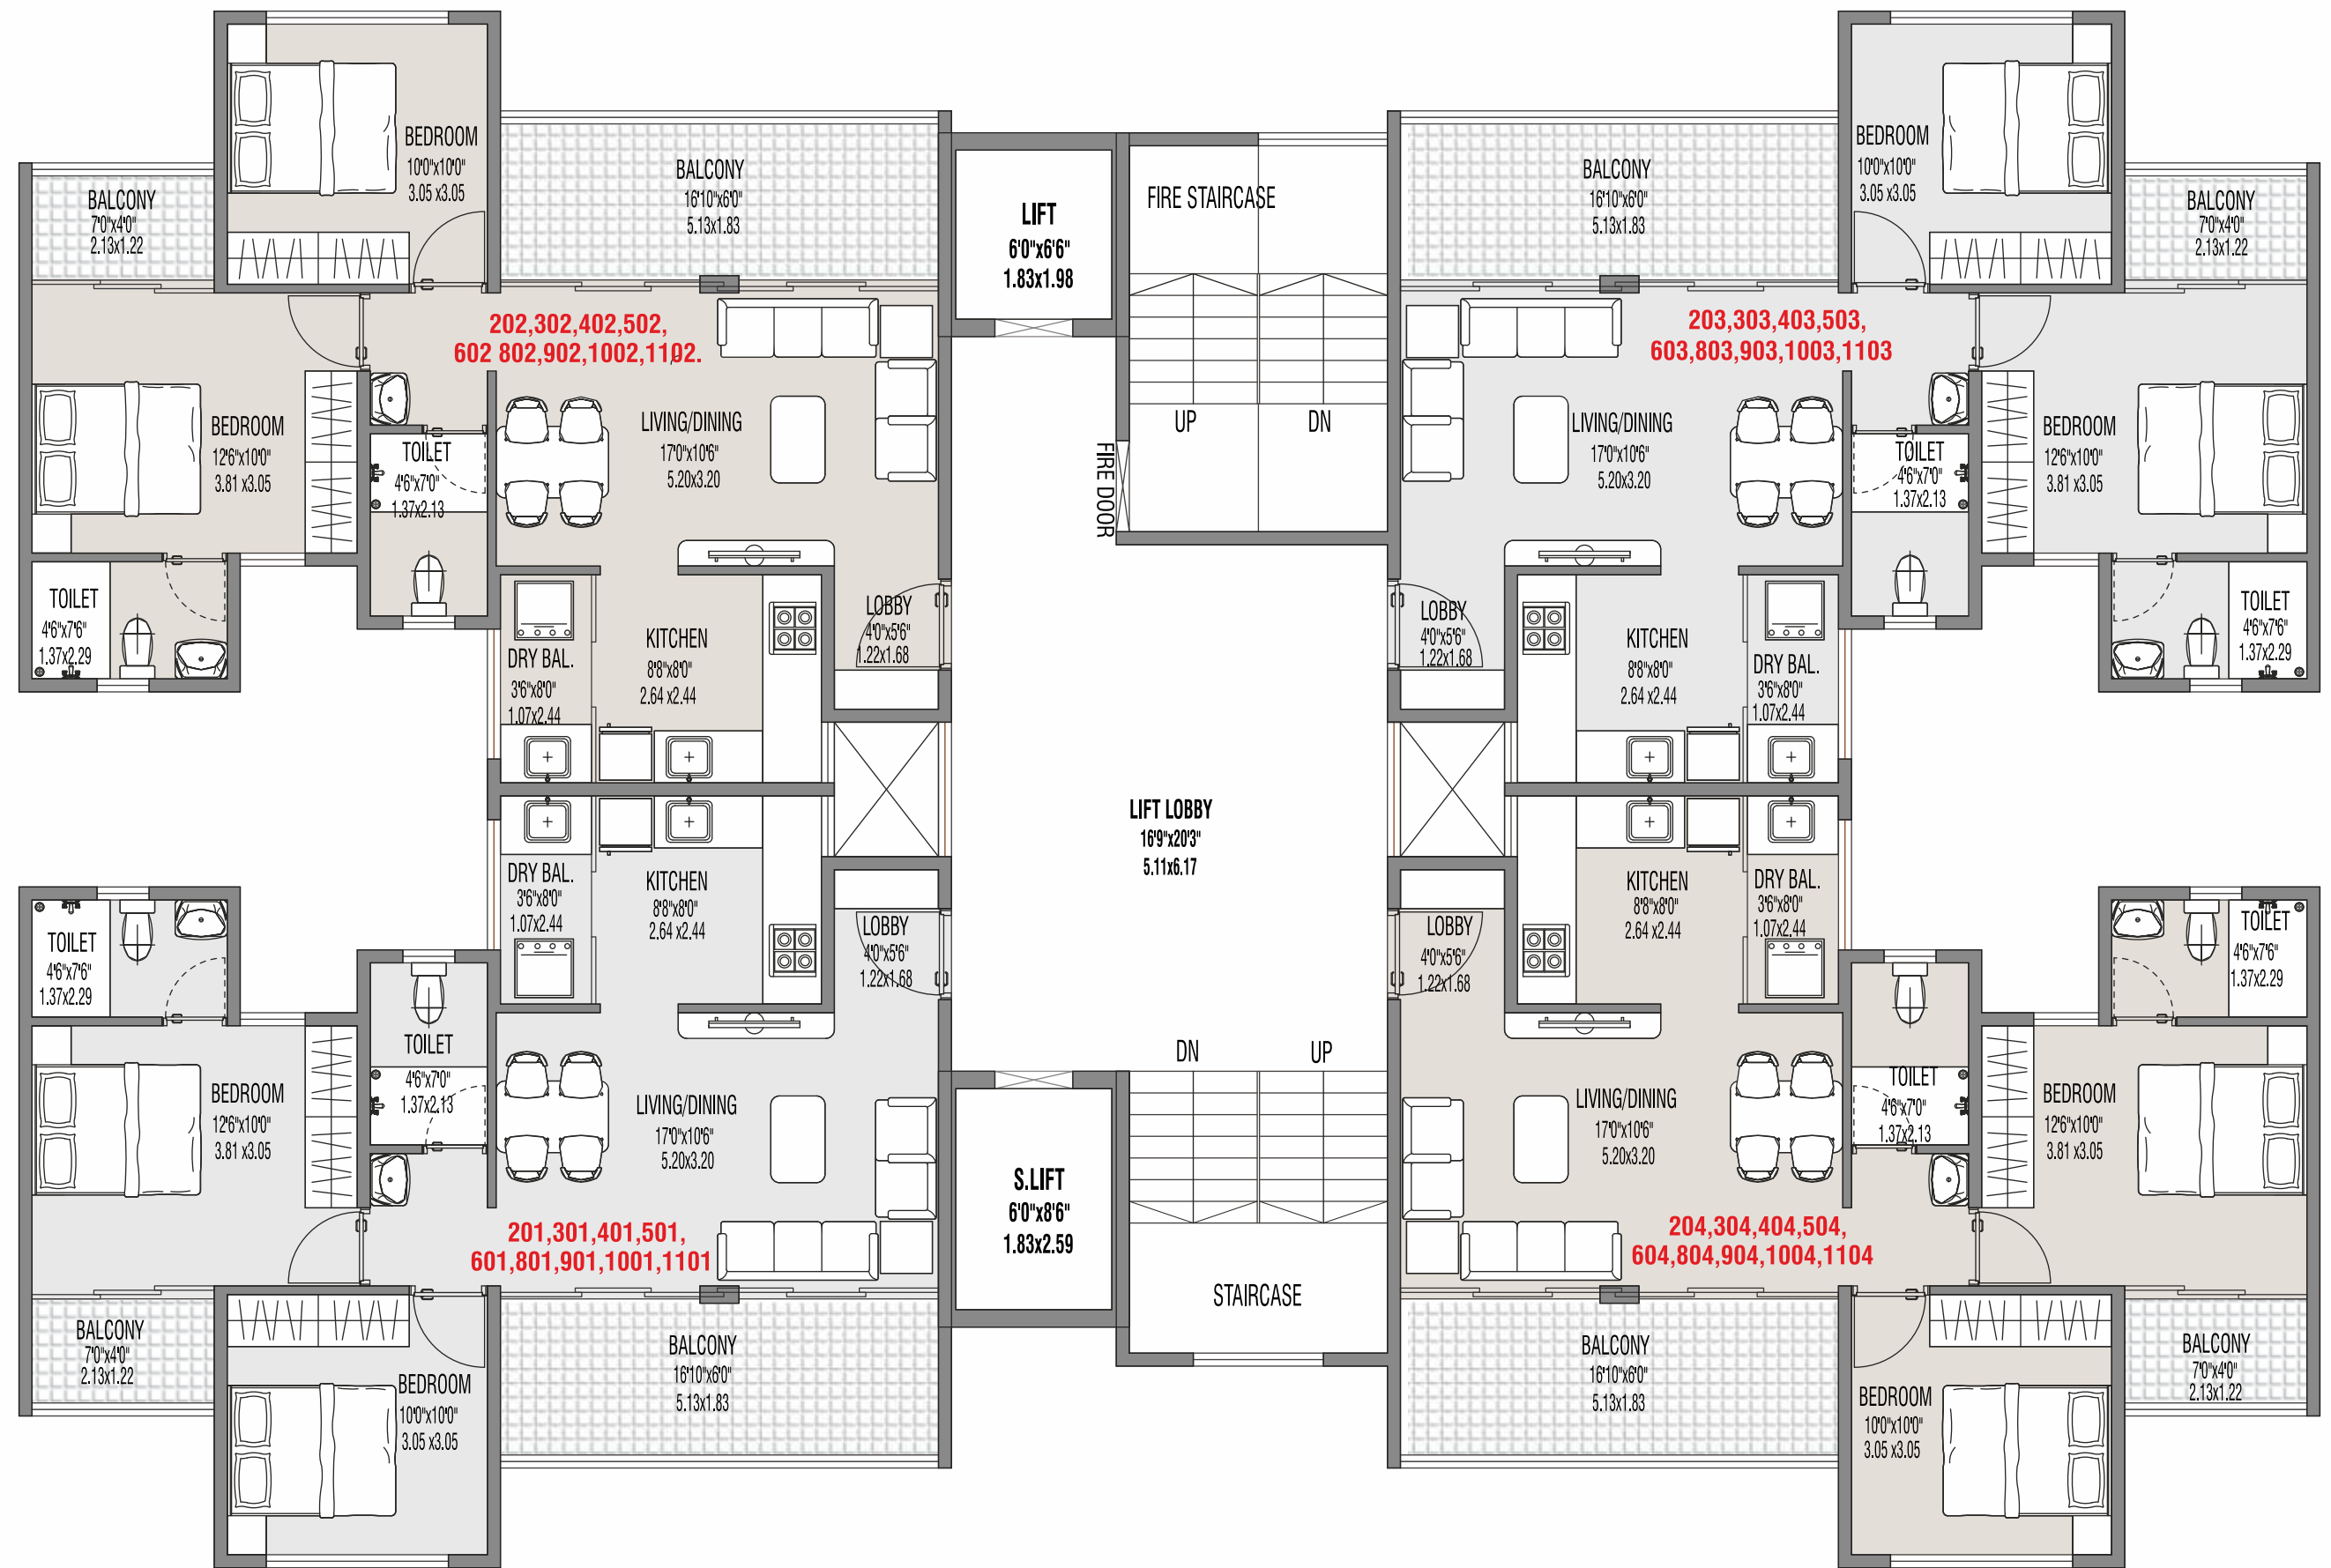 BEDROOM
10'0"x10'0"
3.05 x3.05
BALCONY
7'0"x4'0"
2.13x1.22
BALCONY
16'10"x6'0"
5.13x1.83
202,302,402,502,
602 802,902,1002,1102.
BEDROOM
12'6"x10'0"
3.81 x3.05
TOILET
4'6"x7'0"
1.37x2.13
LIVING/DINING
17'0"x10'6"
5.20x3.20
TOILET
4'6"x7'6"
1.37x2.29
DRY BAL.
3'6"x8'0"
1.07x2.44
KITCHEN
8'8"x8'0"
2.64 x2.44
LOBBY
4'0"x5'6"
1.22x1.68
LIFT
6'0"x6'6"
1.83x1.98
FIRE STAIRCASE
UP
DN
FIRE DOOR
BALCONY
16'10"x6'0"
5.13x1.83
BEDROOM
10'0"x10'0"
3.05 x3.05
BALCONY
7'0"x4'0"
2.13x1.22
203,303,403,503,
603,803,903,1003,1103
LIVING/DINING
17'0"x10'6"
5.20x3.20
TOILET
4'6"x7'0"
1.37x2.13
BEDROOM
12'6"x10'0"
3.81 x3.05
LOBBY
4'0"x5'6"
1.22x1.68
KITCHEN
8'8"x8'0"
2.64 x2.44
DRY BAL.
3'6"x8'0"
1.07x2.44
TOILET
4'6"x7'6"
1.37x2.29
LIFT LOBBY
16'9"x20'3"
5.11x6.17
TOILET
4'6"x7'6"
1.37x2.29
DRY BAL.
3'6"x8'0"
1.07x2.44
KITCHEN
8'8"x8'0"
2.64 x2.44
LOBBY
4'0"x5'6"
1.22x1.68
BEDROOM
12'6"x10'0"
3.81 x3.05
TOILET
4'6"x7'0"
1.37x2.13
LIVING/DINING
17'0"x10'6"
5.20x3.20
201,301,401,501,
601,801,901,1001,1101
BALCONY
7'0"x4'0"
2.13x1.22
BEDROOM
10'0"x10'0"
3.05 x3.05
BALCONY
16'10"x6'0"
5.13x1.83
DN
UP
S.LIFT
6'0"x8'6"
1.83x2.59
STAIRCASE
LOBBY
4'0"x5'6"
1.22x1.68
KITCHEN
8'8"x8'0"
2.64 x2.44
DRY BAL.
3'6"x8'0"
1.07x2.44
TOILET
4'6"x7'6"
1.37x2.29
LIVING/DINING
17'0"x10'6"
5.20x3.20
TOILET
4'6"x7'0"
1.37x2.13
BEDROOM
12'6"x10'0"
3.81 x3.05
204,304,404,504,
604,804,904,1004,1104
BALCONY
16'10"x6'0"
5.13x1.83
BEDROOM
10'0"x10'0"
3.05 x3.05
BALCONY
7'0"x4'0"
2.13x1.22